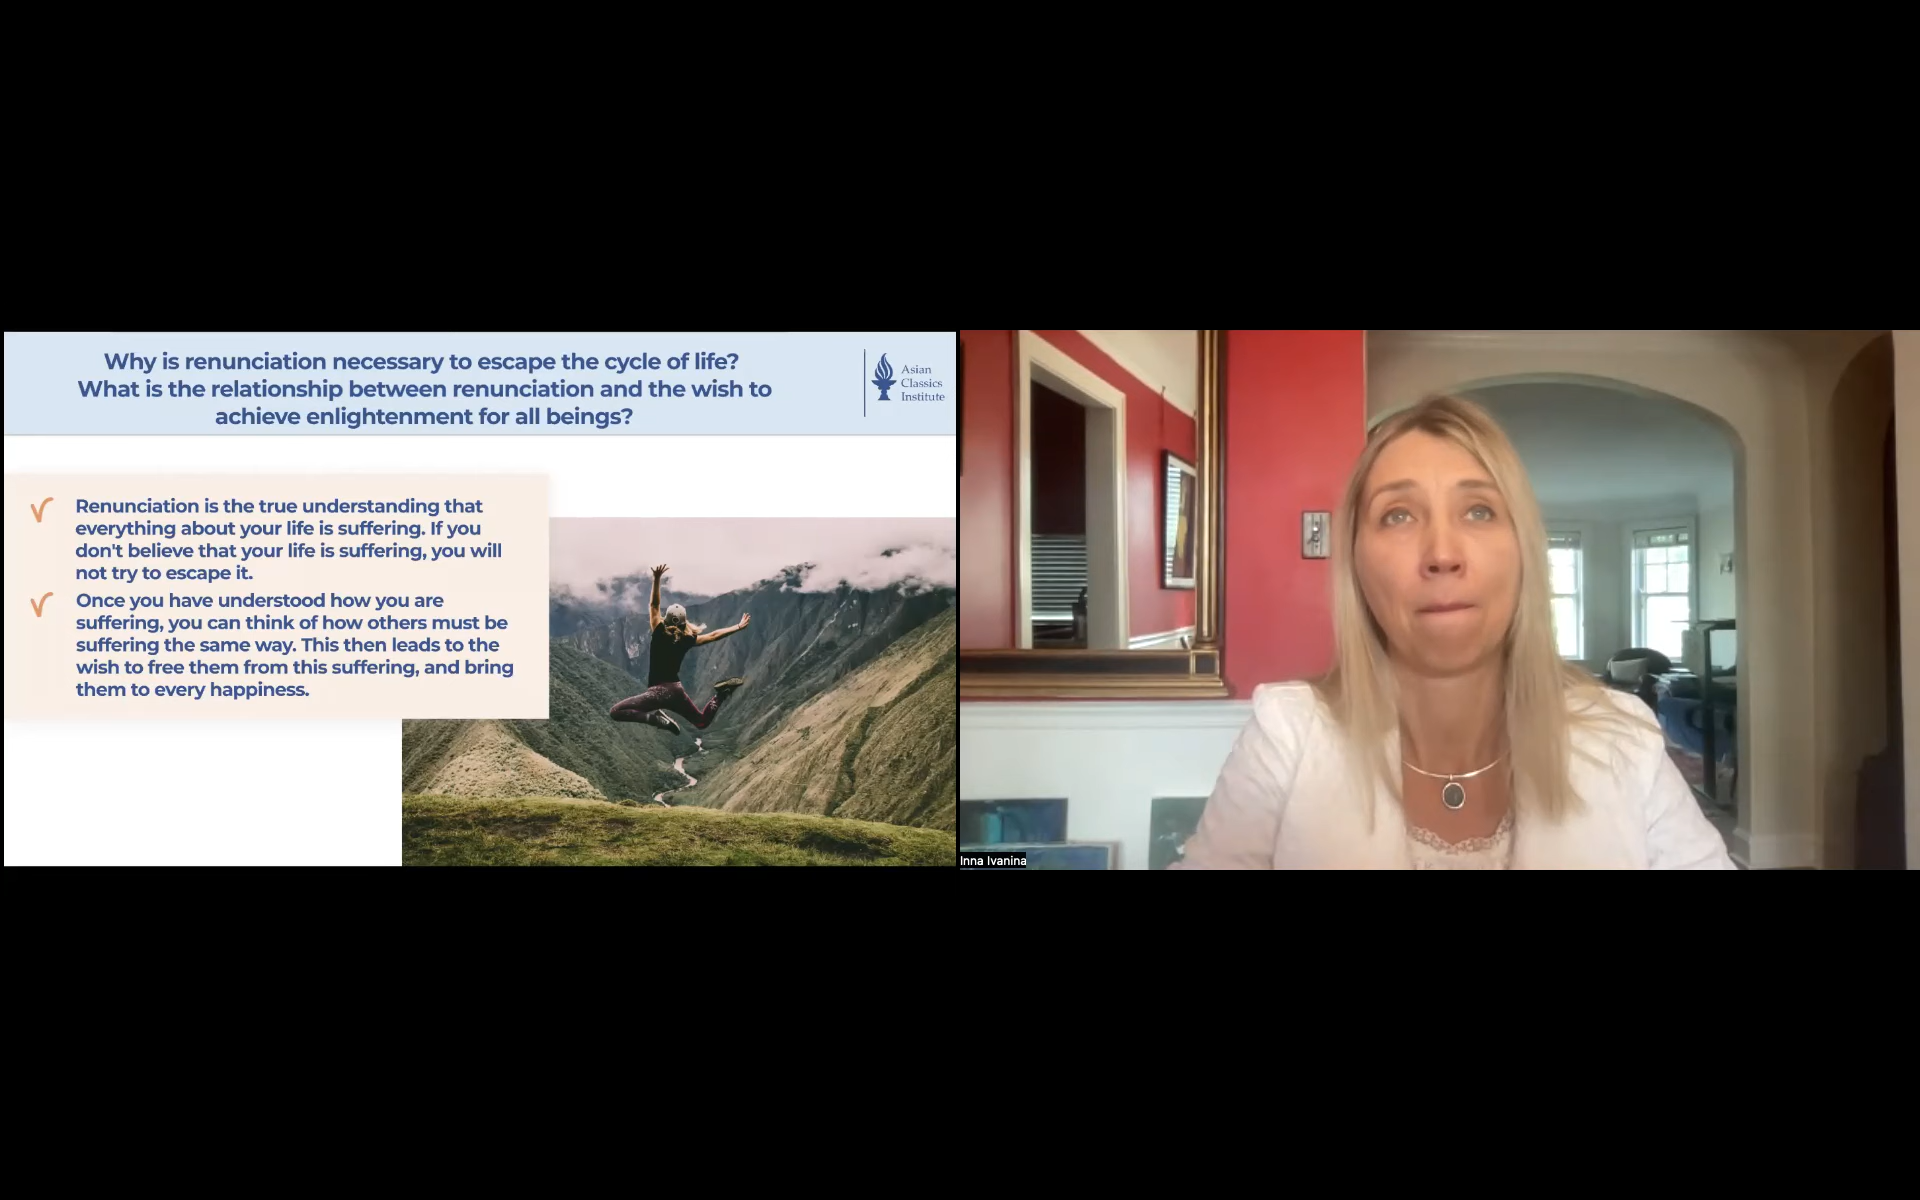 Why is renunciation necessary to escape the cycle of life?
What is the relationship between renunciation and the wish to
achieve enlightenment for all beings?
Asian
Classics
Institute
Renunciation is the true understanding that
everything about your life is suffering. If you
don't believe that your life is suffering, you will
not try to escape it.
Once you have understood how you are
suffering, you can think of how others must be
suffering the same way. This then leads to the
wish to free them from this suffering, and bring
them to every happiness.
Inna Ivanina